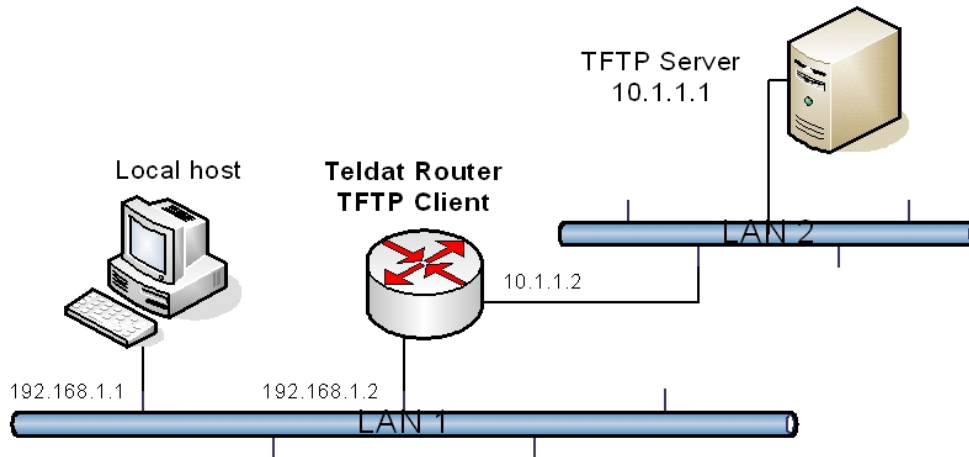 TFTP Server
10.1.1.1
Local host
Teldat Router
TFTP Client
LAN 2
10.1.1.2
192.168.1.1
192.168.1.2
LAN 1